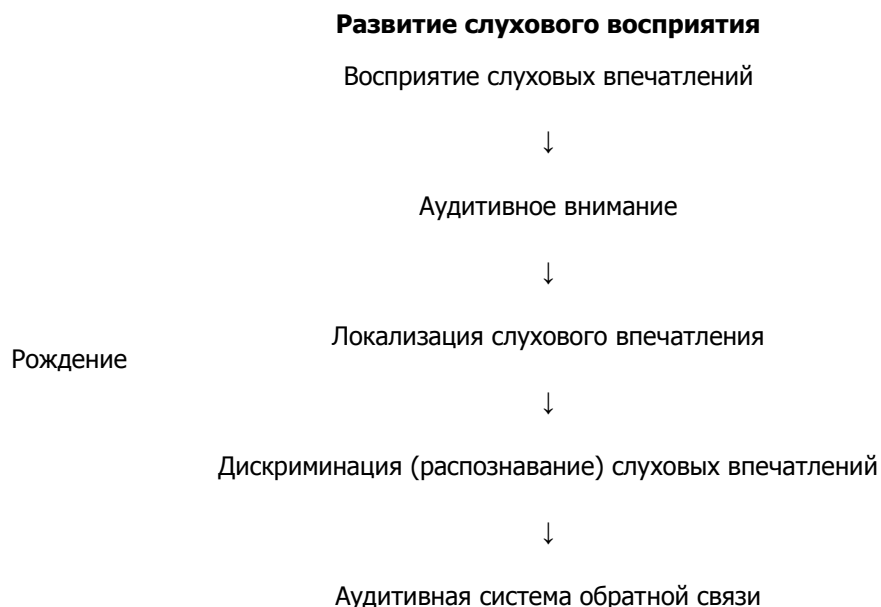 Развитие слухового восприятия
Восприятие слуховых впечатлений
↓
Аудитивное внимание
↓
Локализация слухового впечатления
Рождение
↓
Дискриминация (распознавание) слуховых впечатлений
↓
Аудитивная система обратной связи